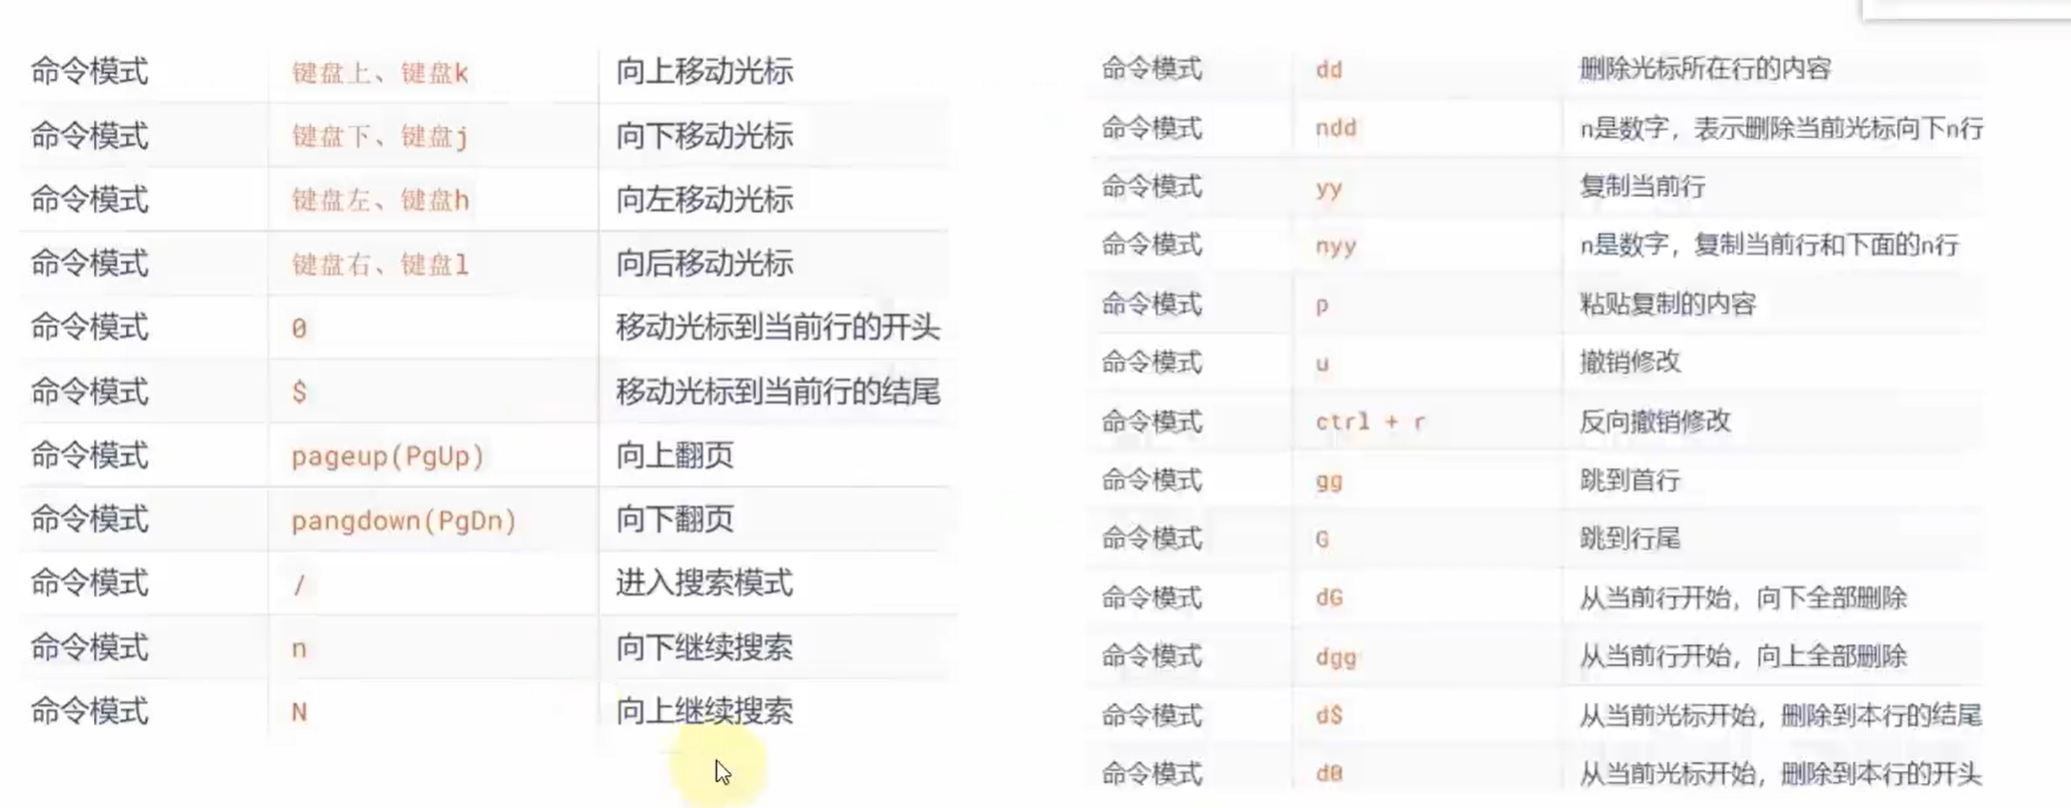 命令模式 键盘上、键盘k 向上移动光标
命令模式 键盘下、键盘j 向下移动光标
命令模式 键盘左、键盘h 向左移动光标
命令模式 键盘右、键盘l 向后移动光标
命令模式 0 移动光标到当前行的开头
命令模式 $ 移动光标到当前行的结尾
命令模式 pageup(PgUp) 向上翻页
命令模式 pangdown(PgDn) 向下翻页
命令模式 / 进入搜索模式
命令模式 n 向下继续搜索
命令模式 N 向上继续搜索
命令模式 dd 删除光标所在行的内容
命令模式 ndd n是数字，表示删除当前光标向下n行
命令模式 yy 复制当前行
命令模式 nyy n是数字，复制当前行和下面的n行
命令模式 p 粘贴复制的内容
命令模式 u 撤销修改
命令模式 ctrl + r 反向撤销修改
命令模式 gg 跳到首行
命令模式 G 跳到行尾
命令模式 dG 从当前行开始，向下全部删除
命令模式 dgg 从当前行开始，向上全部删除
命令模式 d$ 从当前光标开始，删除到本行的结尾
命令模式 d0 从当前光标开始，删除到本行的开头